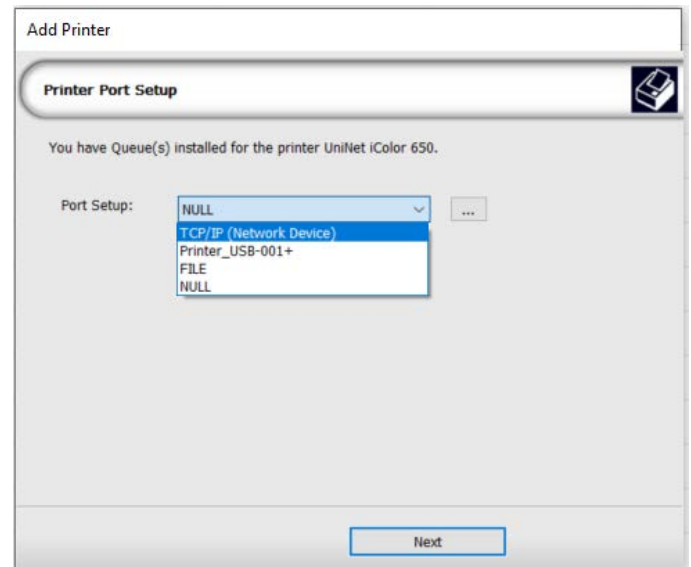 Add Printer
Printer Port Setup
You have Queue(s) installed for the printer UniNet iColor 650.
Port Setup:
NULL
...
TCP/IP (Network Device)
Printer_USB-001+
FILE
NULL
Next